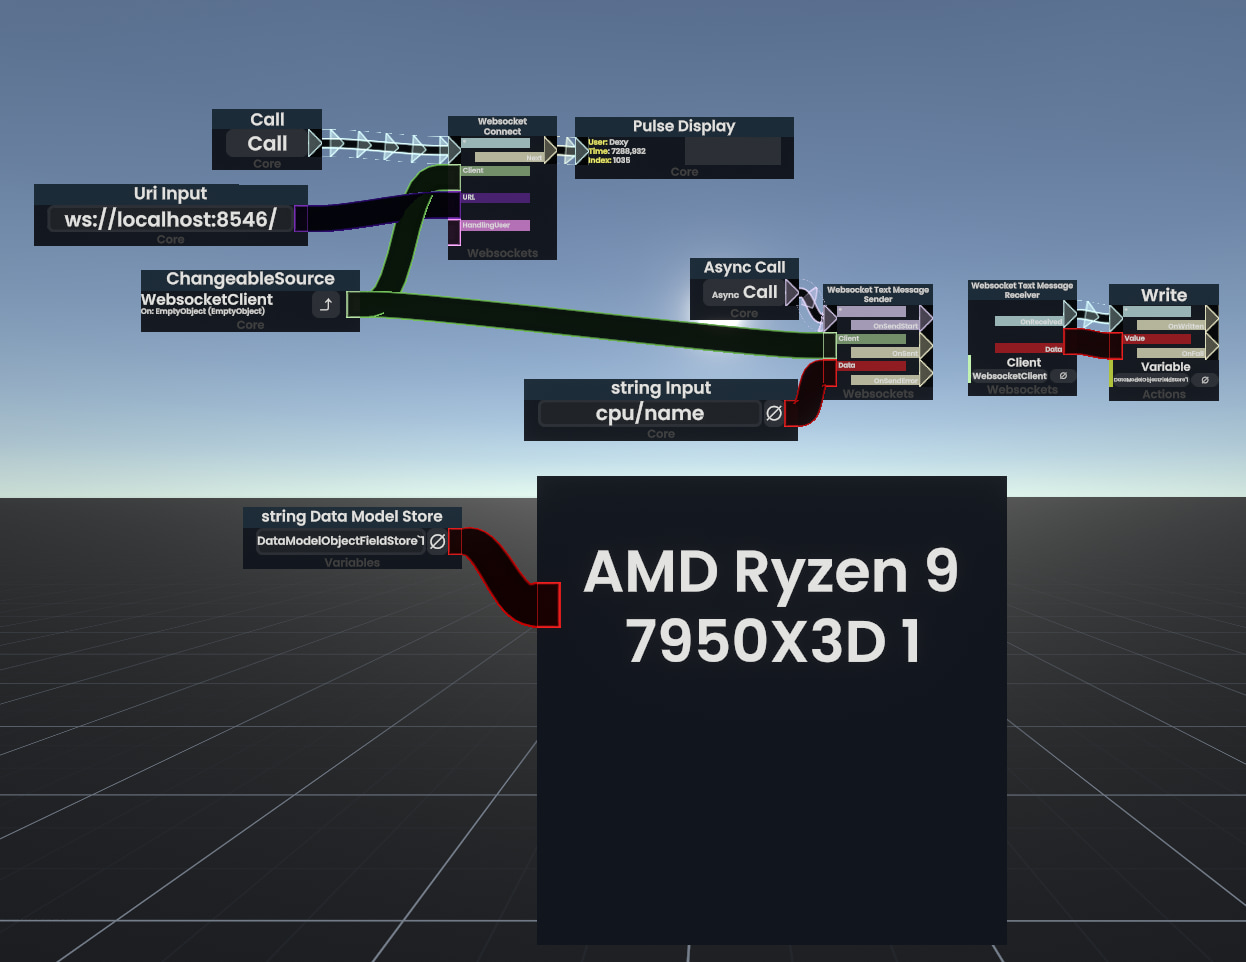 Call
Call
Core
Uri Input
ws://localhost:8546/
Core
ChangeableSource
WebsocketClient
On: EmptyObject (EmptyObject)
Core
Websocket
Connect
*
Next
Client
URL
HandlingUser
Websockets
Pulse Display
User: Dexy
Time: 7288,932
Index: 1035
Core
Async Call
Async Call
Core
Websocket Text Message
Sender
*
OnSendStart
Client
OnSent
Data
OnSendError
Websockets
string Input
cpu/name
∅
Core
Websocket Text Message
Receiver
OnReceived
Data
Client
WebsocketClient
∅
Websockets
Write
*
OnWritten
Value
OnFail
Variable
∅
Actions
string Data Model Store
DataModelObjectFieldStore`1
∅
Variables
AMD Ryzen 9
7950X3D 1